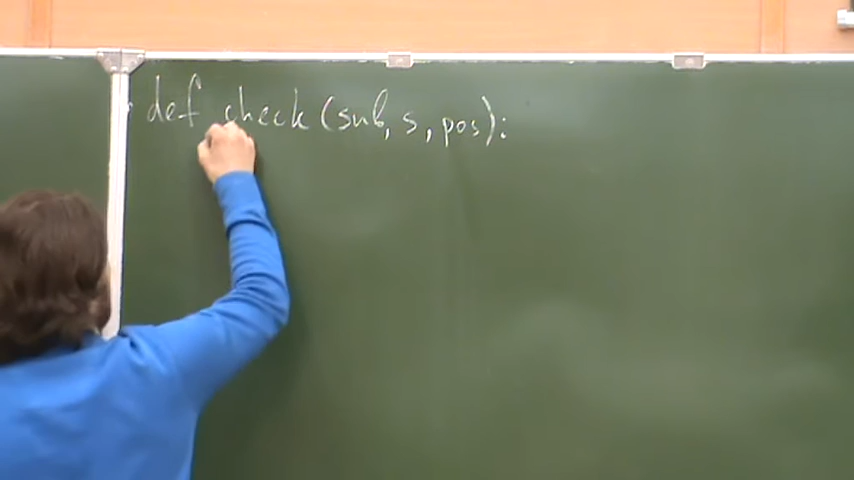 def check (sub, s, pos):